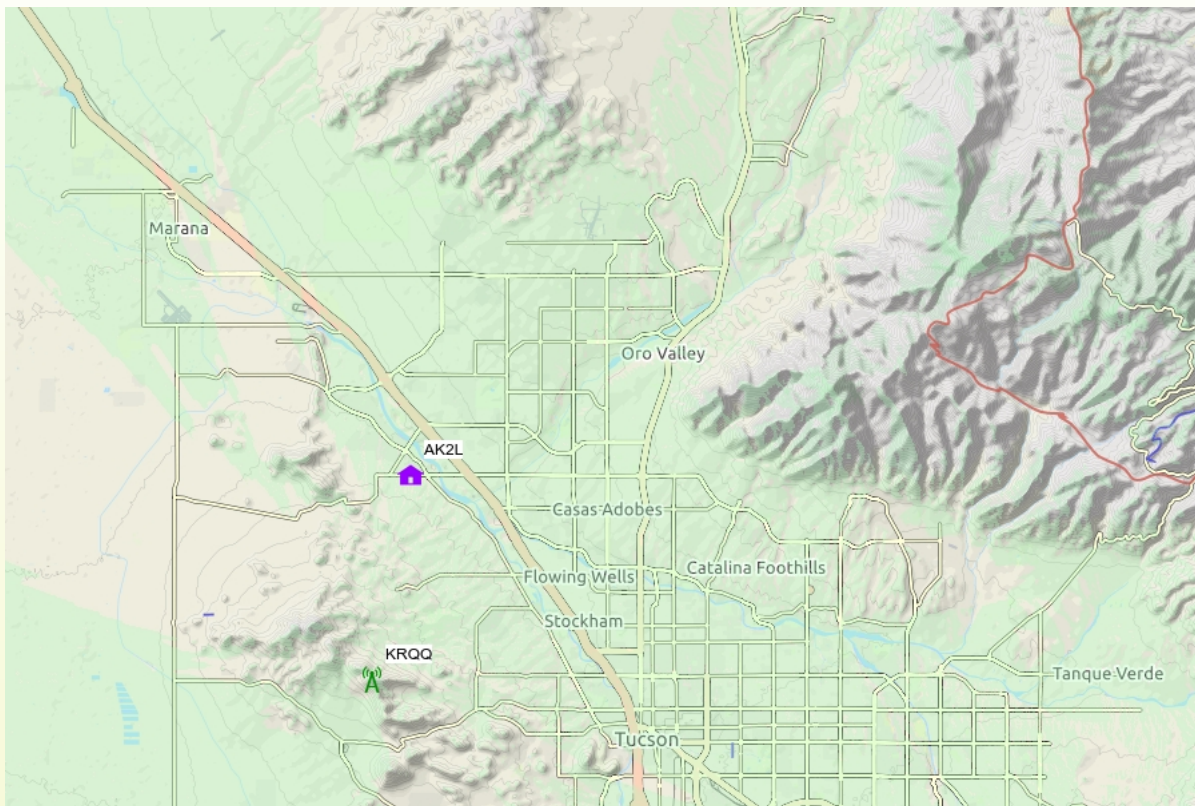 Marana
Oro Valley
AK2L
Casas Adobes
Catalina Foothills
Flowing Wells
Stockham
KRQQ
Tanque Verde
Tucson